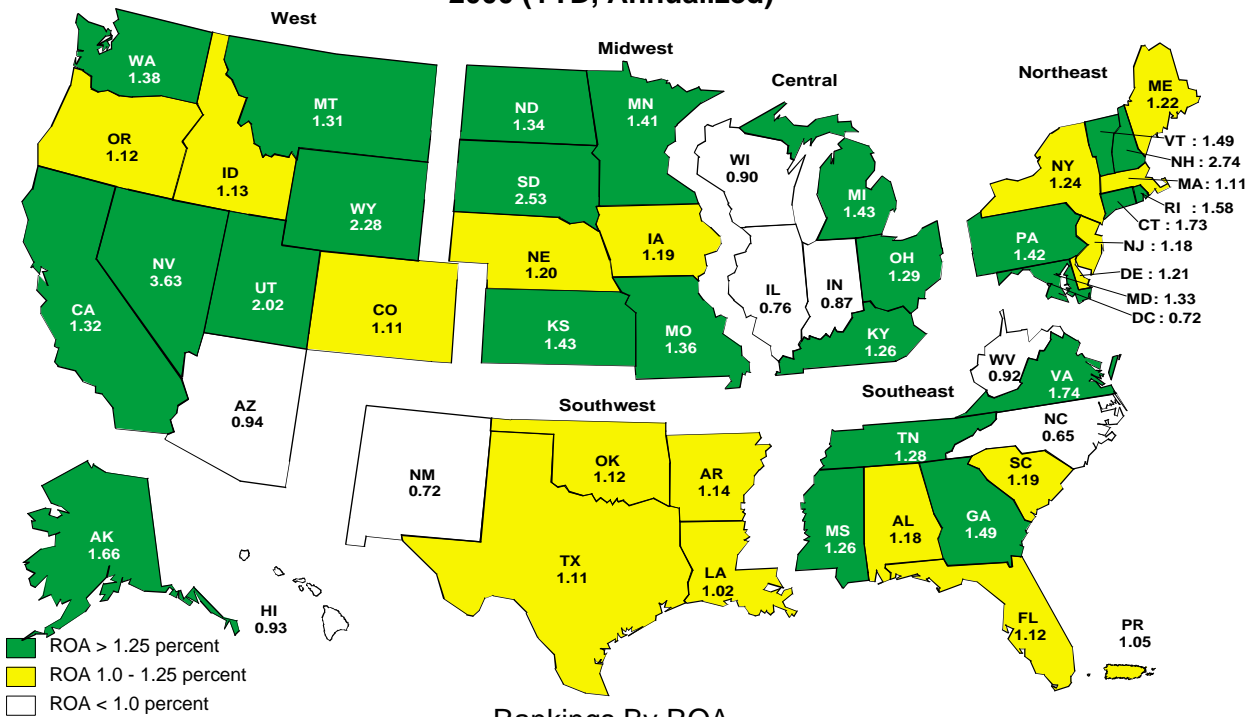 2000 (YTD, Annualized)
West
Midwest
Central
Northeast
WA
1.38
MT
1.31
OR
1.12
ID
1.13
WY
2.28
NV
3.63
UT
2.02
CA
1.32
CO
1.11
AZ
0.94
AK
1.66
HI
0.93
ND
1.34
MN
1.41
SD
2.53
NE
1.20
IA
1.19
KS
1.43
MO
1.36
WI
0.90
MI
1.43
IL
0.76
IN
0.87
OH
1.29
KY
1.26
ME
1.22
NY
1.24
VT : 1.49
NH : 2.74
MA : 1.11
RI : 1.58
CT : 1.73
NJ : 1.18
DE : 1.21
MD: 1.33
DC : 0.72
PA
1.42
Southwest
Southeast
NM
0.72
OK
1.12
AR
1.14
TX
1.11
LA
1.02
WV
0.92
VA
1.74
NC
0.65
TN
1.28
SC
1.19
MS
1.26
AL
1.18
GA
1.49
FL
1.12
PR
1.05
ROA > 1.25 percent
ROA 1.0 - 1.25 percent
ROA < 1.0 percent
Rankings By ROA